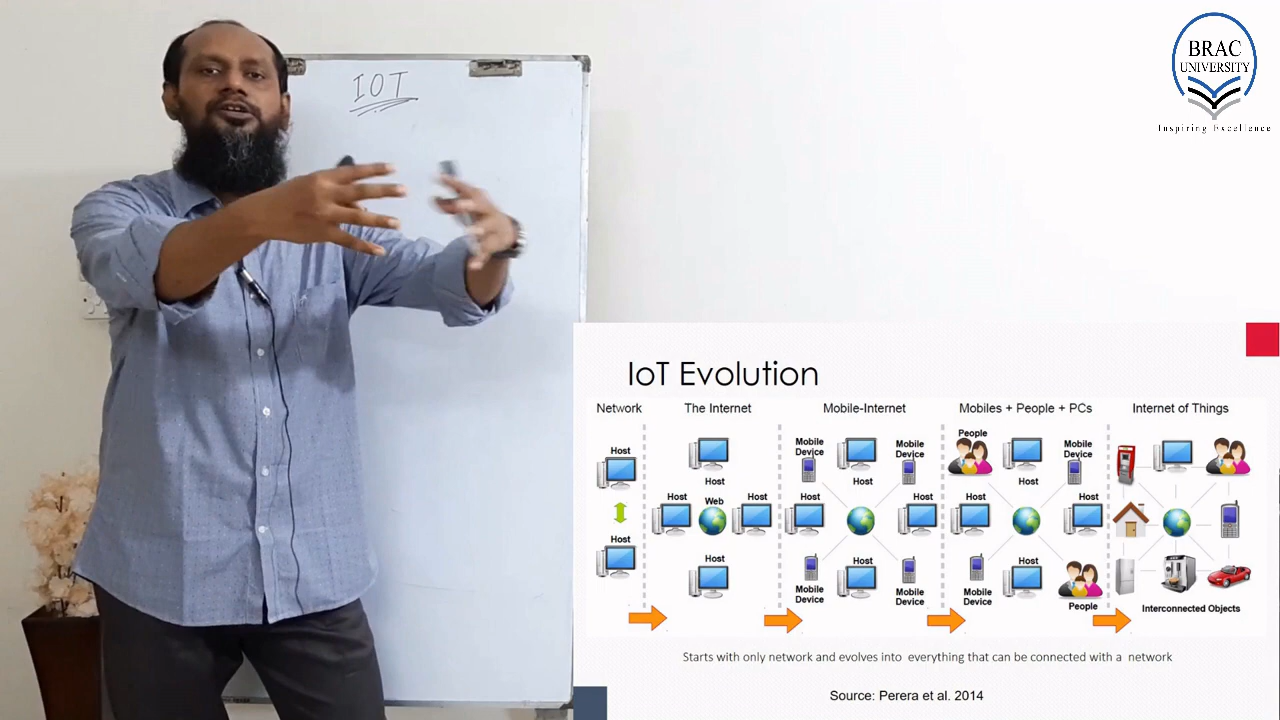 IOT
BRAC
UNIVERSITY
Inspiring Excellence
IoT Evolution
Network
The Internet
Mobile-Internet
Mobiles + People + PCs
Internet of Things
Host
Host
Host
Host
Web
Host
Host
Mobile
Device
Host
Mobile
Device
Host
Host
Mobile
Device
Host
Mobile
Device
People
Host
Mobile
Device
Host
Host
Mobile
Device
Host
People
Interconnected Objects
Starts with only network and evolves into everything that can be connected with a network
Source: Perera et al. 2014